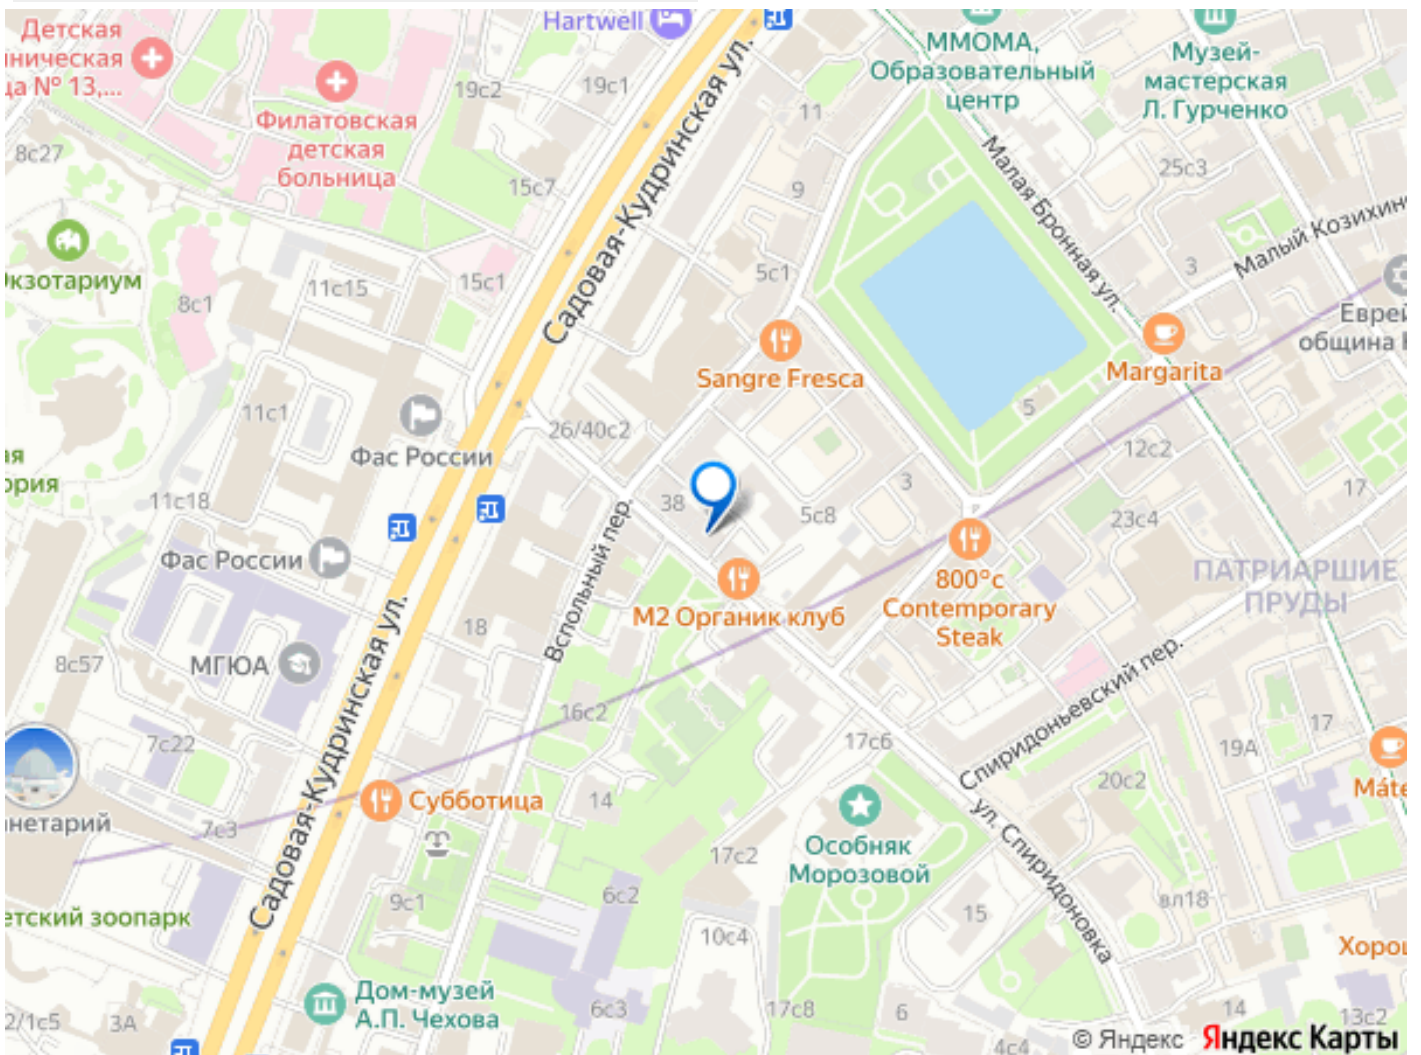 Детская
ническая
ца № 13,...
Hartwell
ММОМА,
Образовательный
центр
Музей-
мастерская
Л. Гурченко
19с2
19с1
11
Филатовская
детская
больница
8с27
15с7
9
25с3
Садовая-Кудринская ул.
Малая Бронная ул.
Малый Козихин
Экзотариум
8с1
11с15
15с1
5с1
3
Еврей
община
Sangre Fresca
Margarita
11с1
26/40с2
5
12с2
Фас России
ая
ория
11с18
38
5с8
3
23с4
17
Фас России
Вспольный пер.
М2 Органик клуб
800°с
Contemporary
Steak
ПАТРИАРШИЕ
ПРУДЫ
18
8с57
МГЮА
Садовая-Кудринская ул.
16с2
17с6
Спиридоньевский пер.
17
19А
7с22
20с2
Máte
Субботица
14
нетарий
7с3
Особняк
Морозовой
ул. Спиридоновка
17с2
9с1
6с2
вл18
етский зоопарк
15
10с4
Хорош
Дом-музей
А.П. Чехова
2/1с5
3А
6с3
17с8
6
4с4
14
13с2
© Яндекс Яндекс Карты